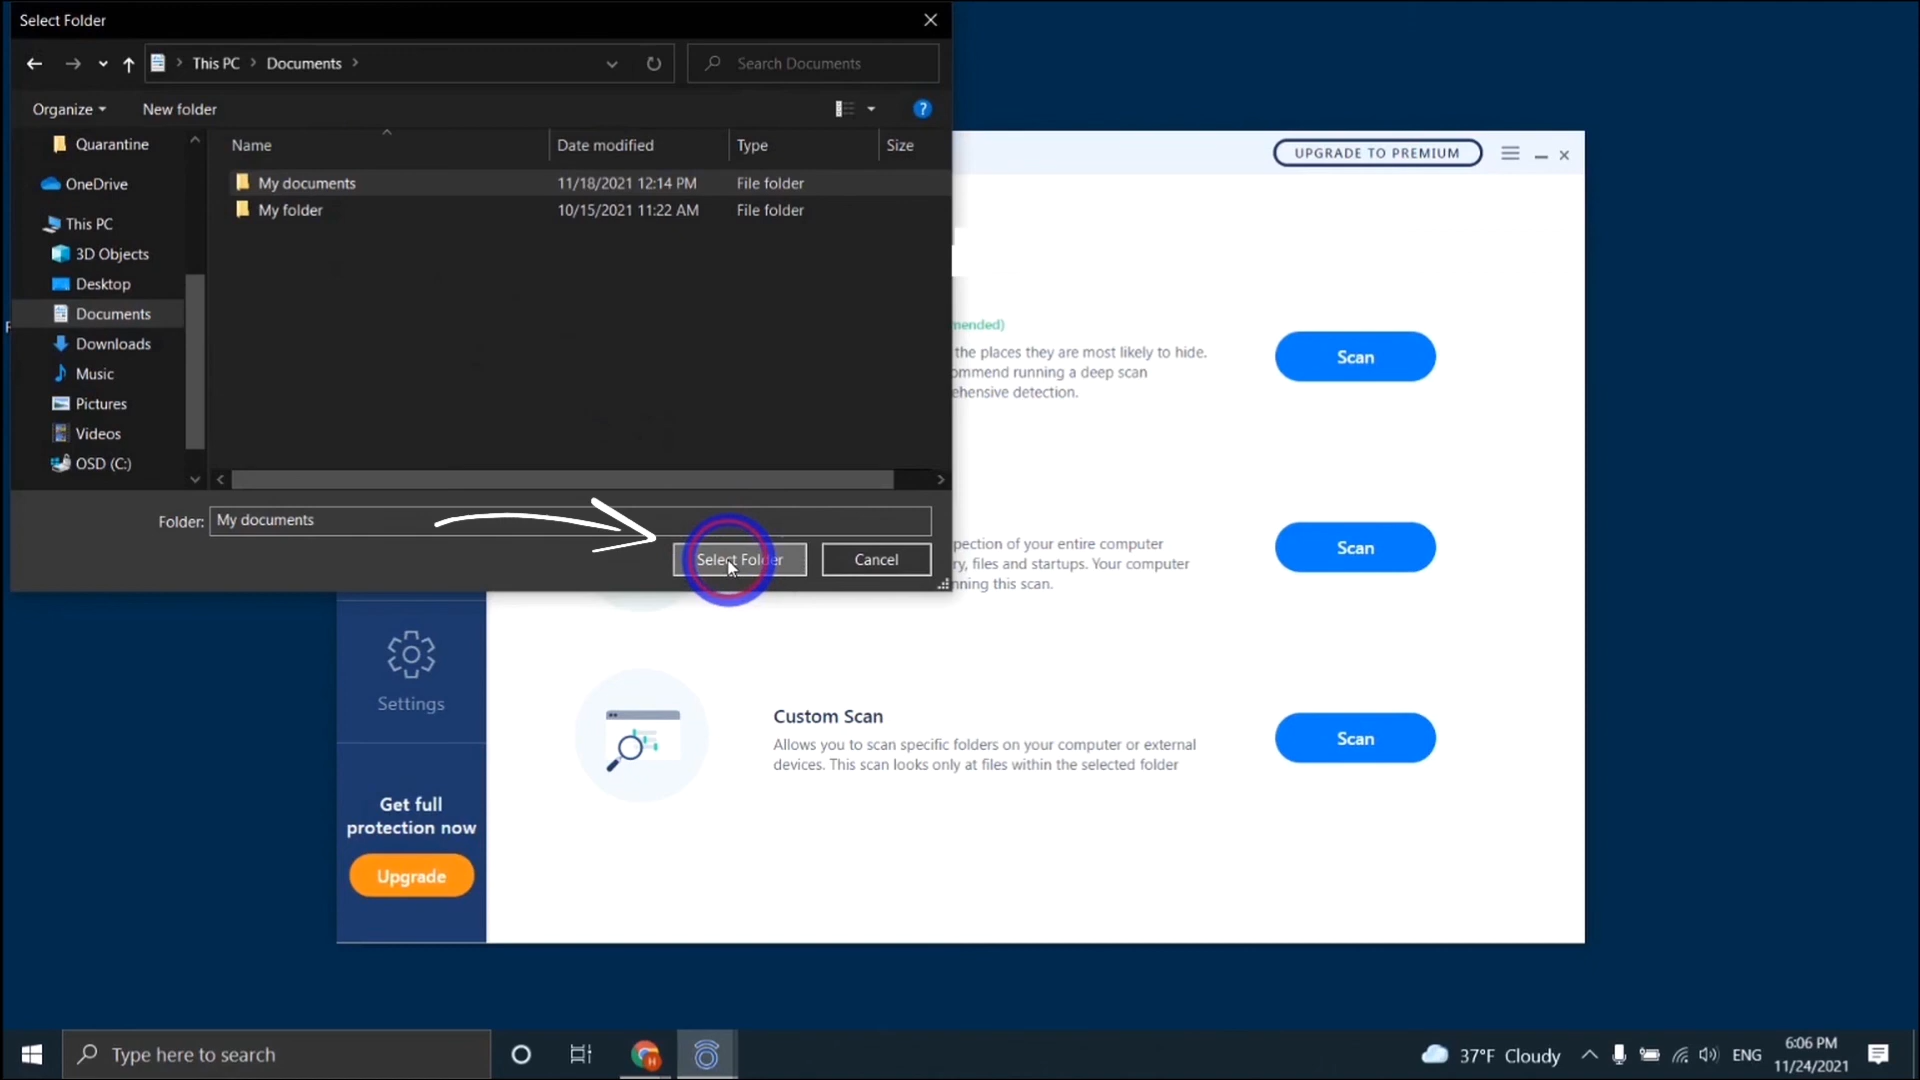 Select Folder
This PC
Documents
Search Documents
Organize
New folder
?
Name
Date modified
Type
Size
Quarantine
OneDrive
This PC
3D Objects
Desktop
Documents
Downloads
Music
Pictures
Videos
OSD (C:)
My documents 11/18/2021 12:14 PM File folder
My folder 10/15/2021 11:22 AM File folder
Folder: My documents
Select Folder
Cancel
UPGRADE TO PREMIUM
the places they are most likely to hide.
running a deep scan
detection.
Scan
of your entire computer
files and startups. Your computer
this scan.
Scan
Settings
Custom Scan
Allows you to scan specific folders on your computer or external
devices. This scan looks only at files within the selected folder
Scan
Get full
protection now
Upgrade
Type here to search
H
37°F Cloudy
ENG
6:06 PM
11/24/2021